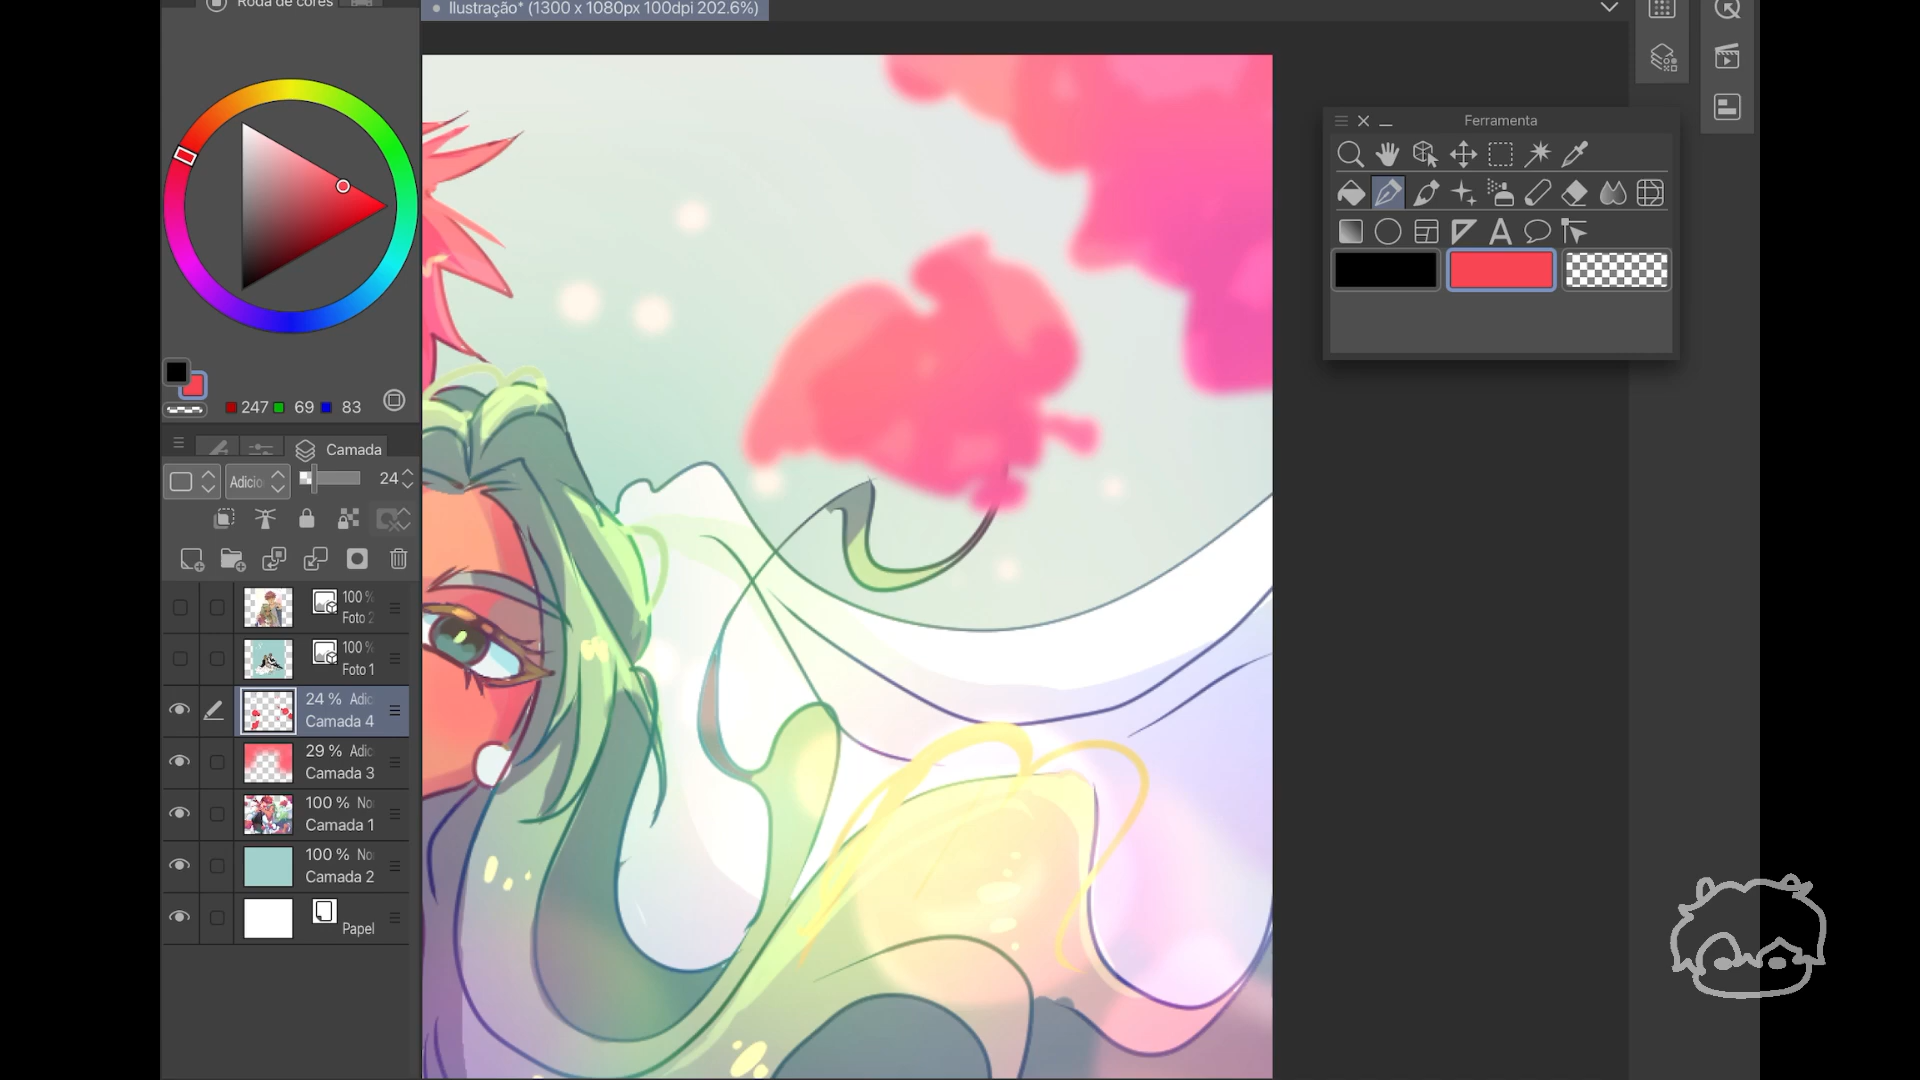 Roda de cores
Ilustração* (1300 x 1080px 100dpi 202.6%)
Ferramenta
247 69 83
Camada
Adicio 24
100 %
Foto 2
100 %
Foto 1
24 % Adic
Camada 4
29 % Adic
Camada 3
100 % No
Camada 1
100 % No
Camada 2
Papel